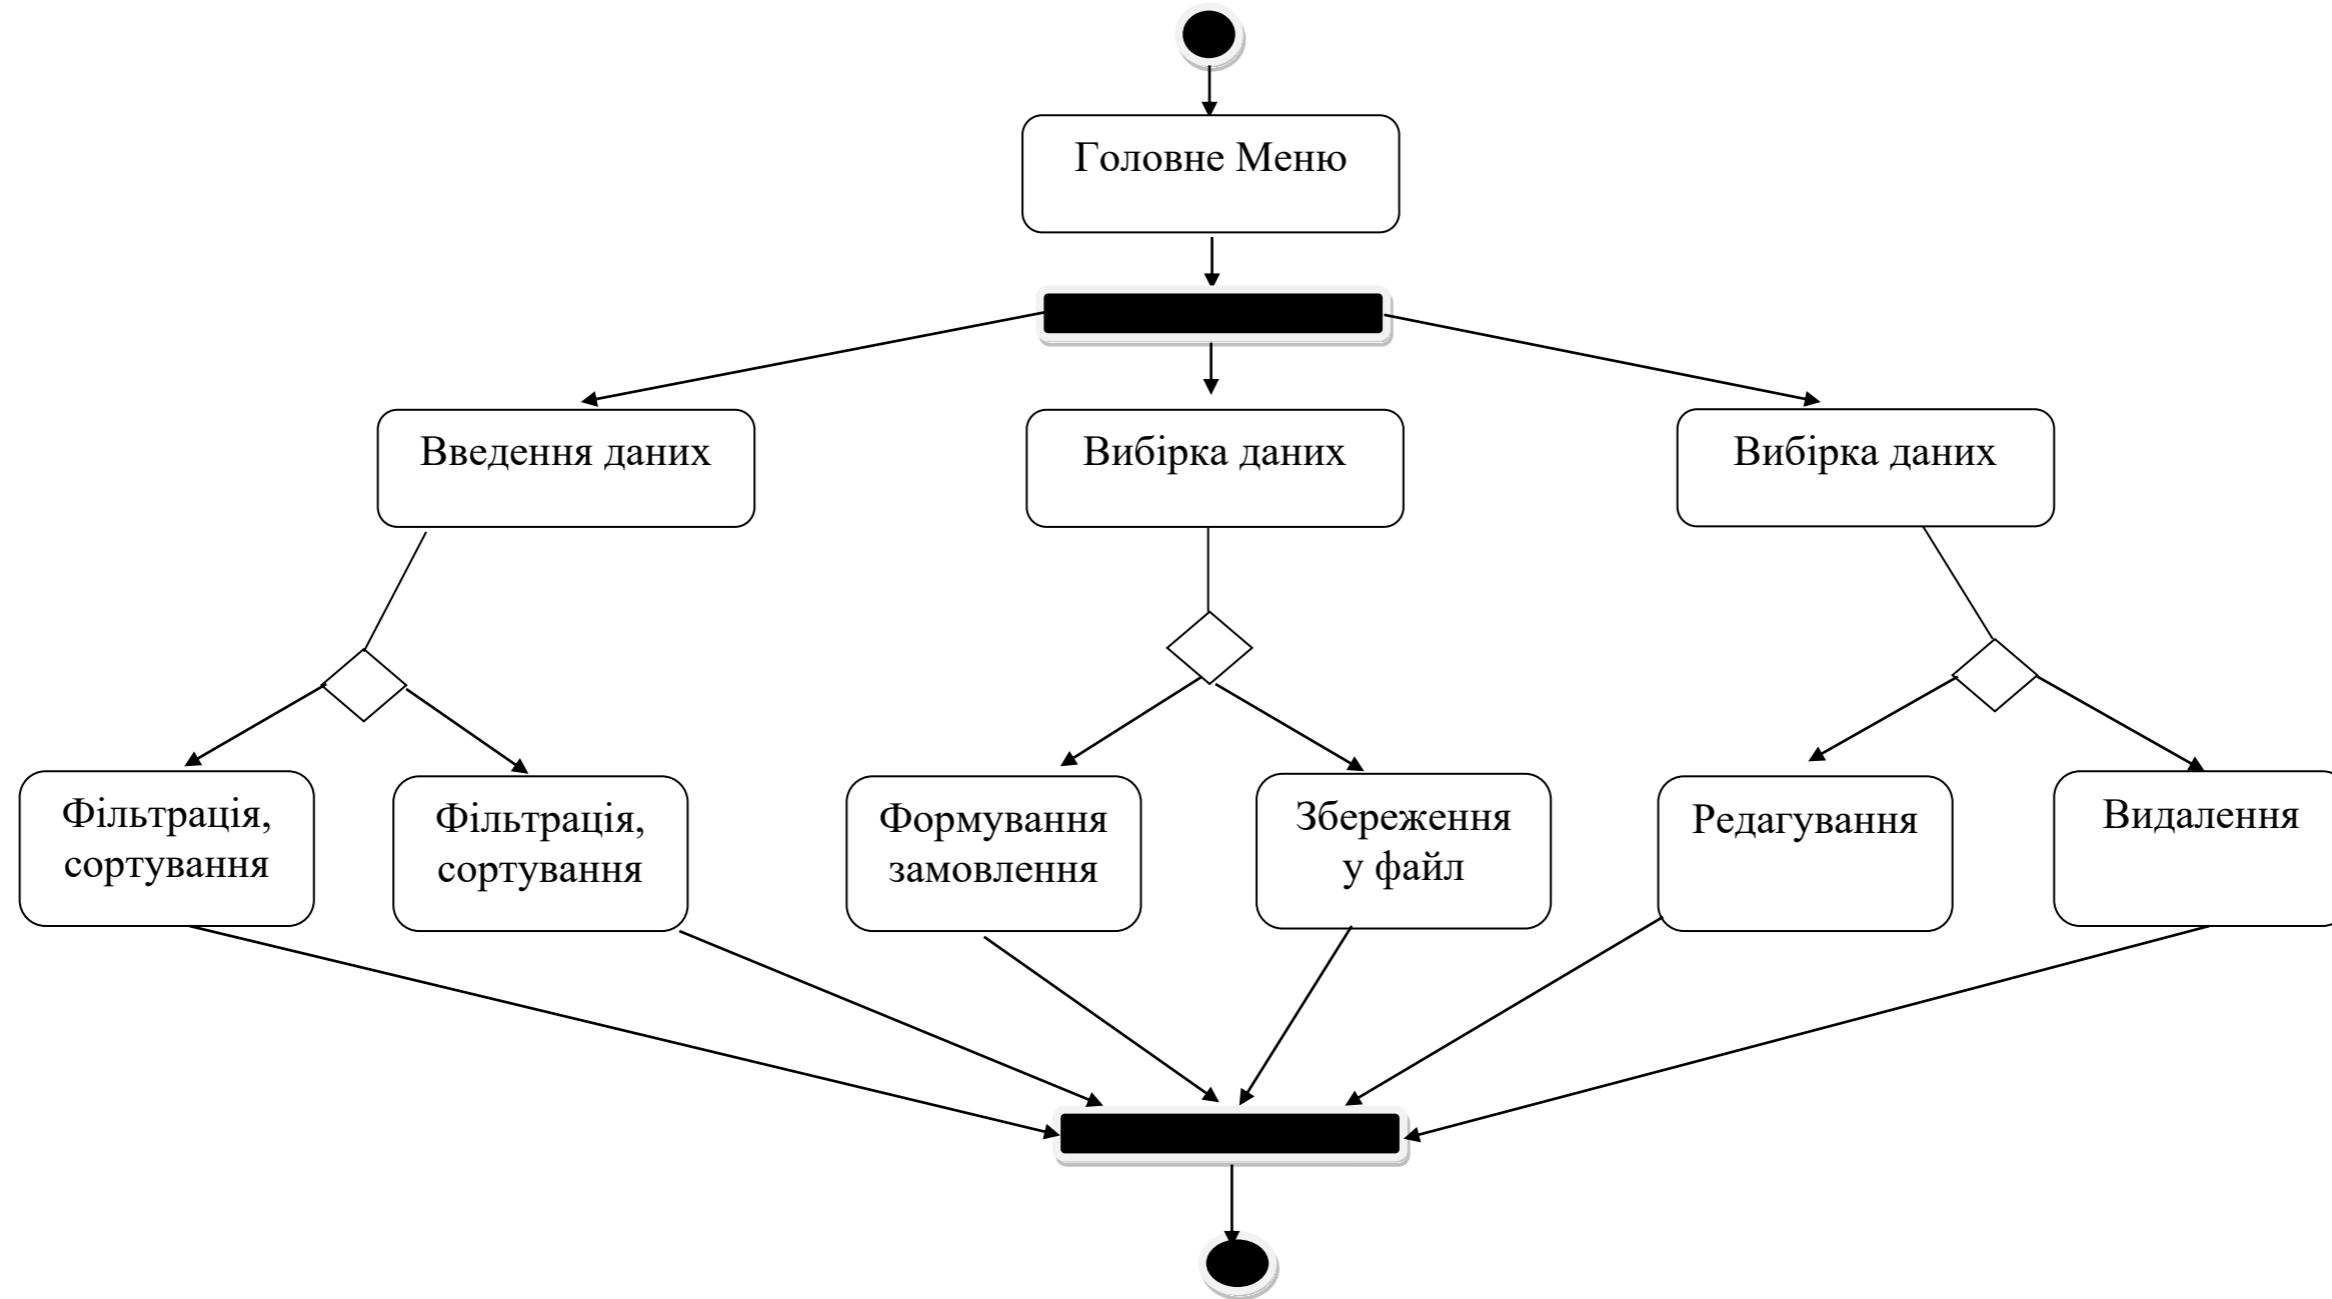 Головне Меню
Введення даних
Вибірка даних
Вибірка даних
Фільтрація,
сортування
Фільтрація,
сортування
Формування
замовлення
Збереження
у файл
Редагування
Видалення